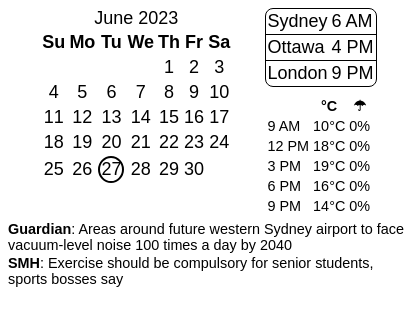 June 2023
Su Mo Tu We Th Fr Sa
1 2 3
4 5 6 7 8 9 10
11 12 13 14 15 16 17
18 19 20 21 22 23 24
25 26 27 28 29 30
Sydney 6 AM
Ottawa 4 PM
London 9 PM
°C ☂
9 AM 10°C 0%
12 PM 18°C 0%
3 PM 19°C 0%
6 PM 16°C 0%
9 PM 14°C 0%
Guardian: Areas around future western Sydney airport to face
vacuum-level noise 100 times a day by 2040
SMH: Exercise should be compulsory for senior students,
sports bosses say